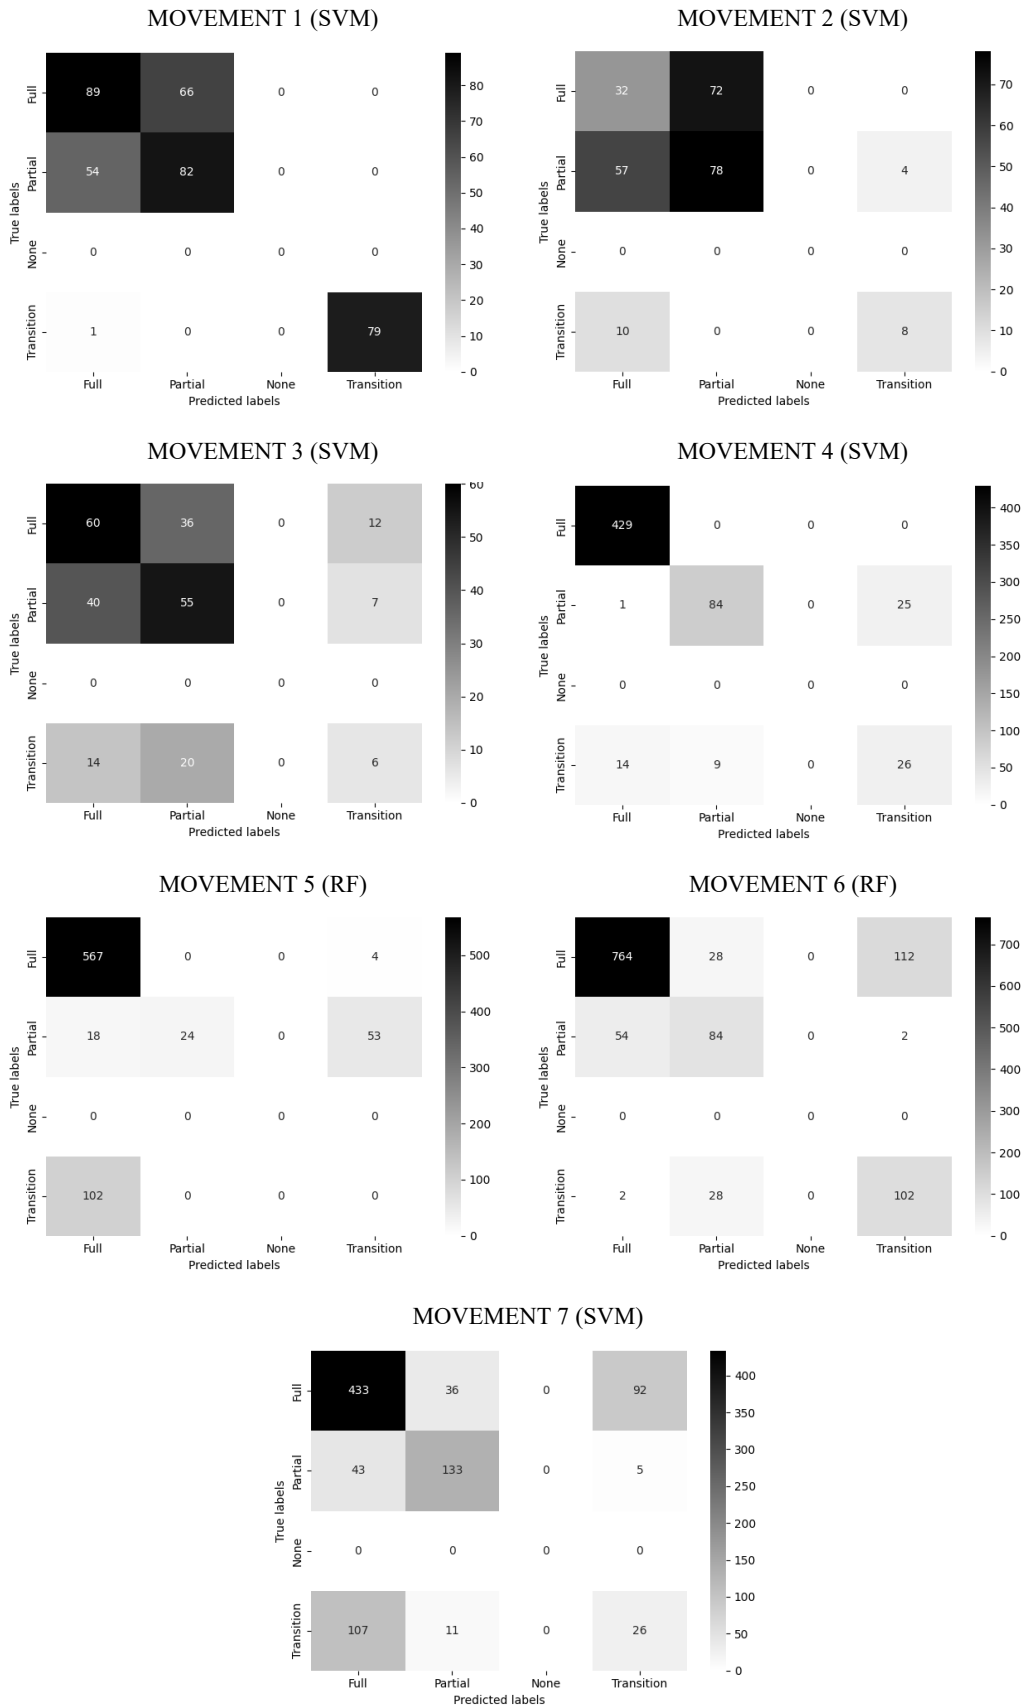 MOVEMENT 1 (SVM)
Full 89 66 0 0
Partial 54 82 0 0
None 0 0 0 0
Transition 1 0 0 79
True labels
Full Partial None Transition
Predicted labels
80
70
60
50
40
30
20
10
0
MOVEMENT 2 (SVM)
Full 32 72 0 0
Partial 57 78 0 4
None 0 0 0 0
Transition 10 0 0 8
True labels
Full Partial None Transition
Predicted labels
70
60
50
40
30
20
10
0
MOVEMENT 3 (SVM)
Full 60 36 0 12
Partial 40 55 0 7
None 0 0 0 0
Transition 14 20 0 6
True labels
Full Partial None Transition
Predicted labels
60
50
40
30
20
10
0
MOVEMENT 4 (SVM)
Full 429 0 0 0
Partial 1 84 0 25
None 0 0 0 0
Transition 14 9 0 26
True labels
Full Partial None Transition
Predicted labels
400
350
300
250
200
150
100
50
0
MOVEMENT 5 (RF)
Full 567 0 0 4
Partial 18 24 0 53
None 0 0 0 0
Transition 102 0 0 0
True labels
Full Partial None Transition
Predicted labels
500
400
300
200
100
0
MOVEMENT 6 (RF)
Full 764 28 0 112
Partial 54 84 0 2
None 0 0 0 0
Transition 2 28 0 102
True labels
Full Partial None Transition
Predicted labels
700
600
500
400
300
200
100
0
MOVEMENT 7 (SVM)
Full 433 36 0 92
Partial 43 133 0 5
None 0 0 0 0
Transition 107 11 0 26
True labels
Full Partial None Transition
Predicted labels
400
350
300
250
200
150
100
50
0